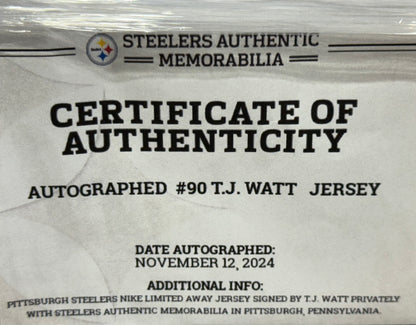 STEELERS AUTHENTIC
MEMORABILIA
CERTIFICATE OF
AUTHENTICITY
AUTOGRAPHED #90 T.J. WATT JERSEY
DATE AUTOGRAPHED:
NOVEMBER 12, 2024
ADDITIONAL INFO:
PITTSBURGH STEELERS NIKE LIMITED AWAY JERSEY SIGNED BY T.J. WATT PRIVATELY
WITH STEELERS AUTHENTIC MEMORABILIA IN PITTSBURGH, PENNSYLVANIA.